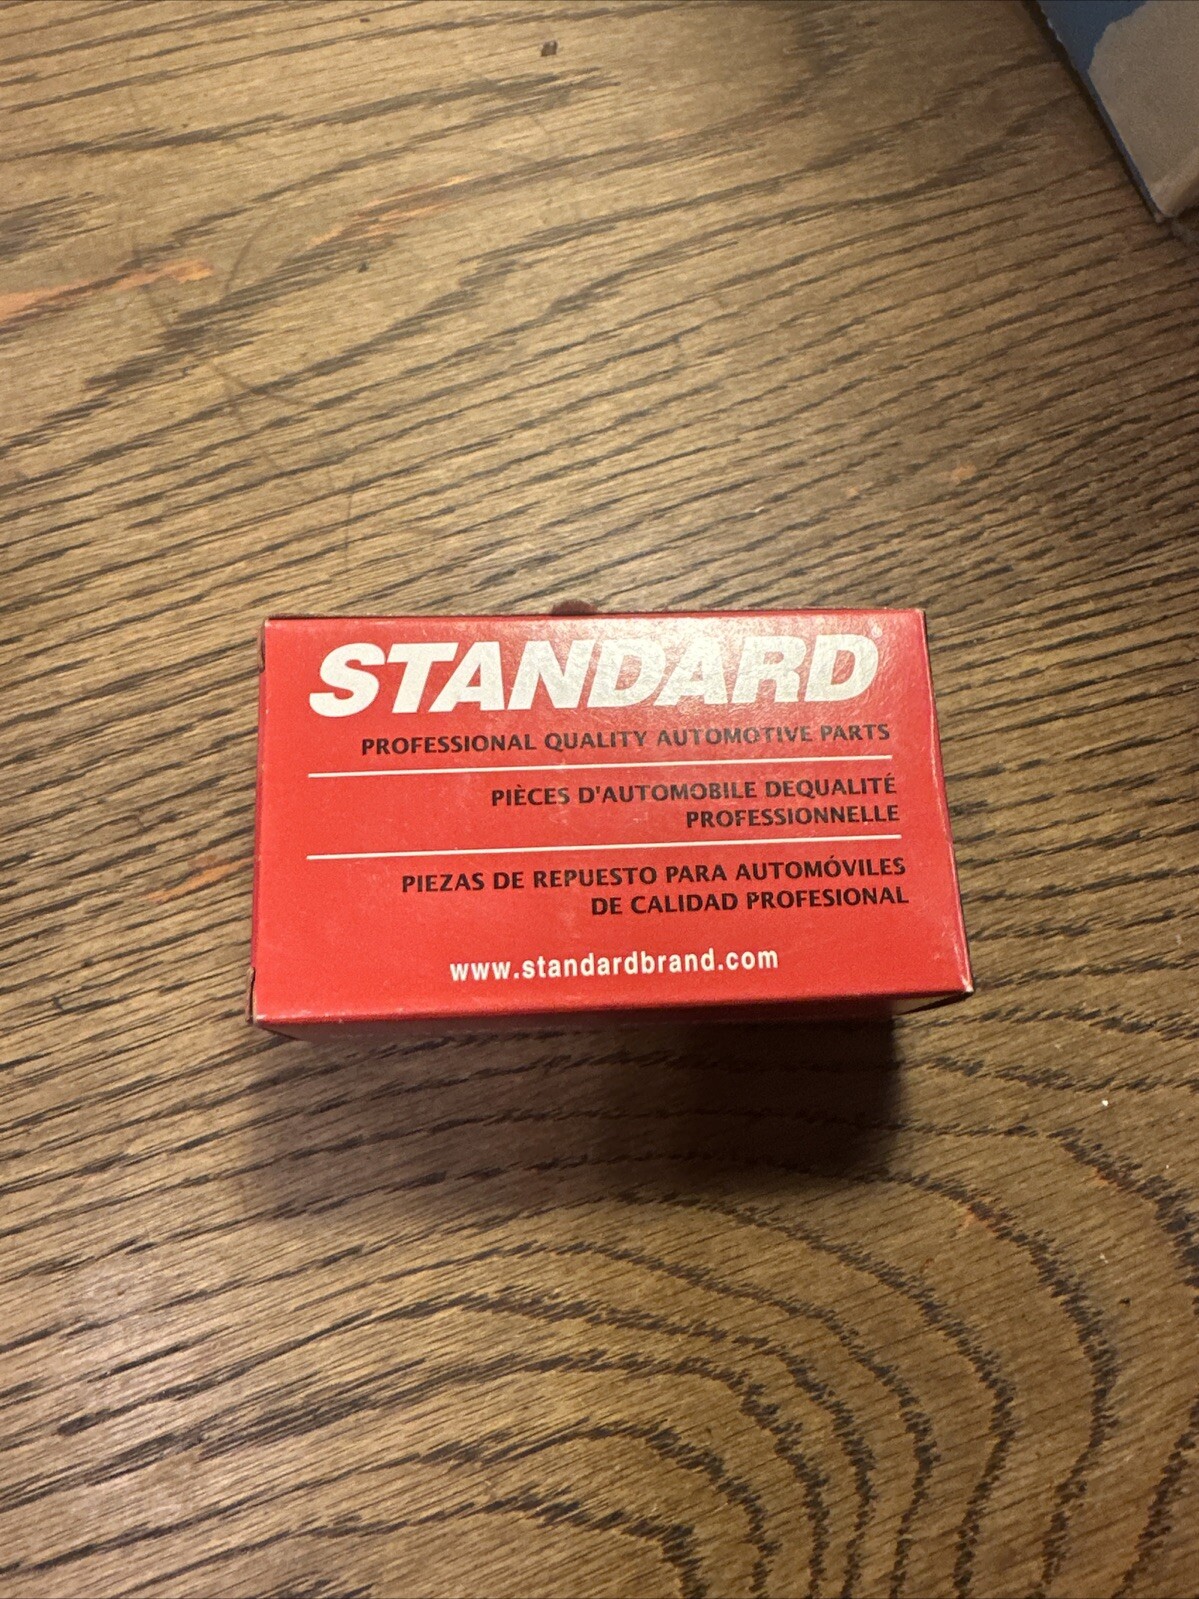 STANDARD®
PROFESSIONAL QUALITY AUTOMOTIVE PARTS
PIÈCES D'AUTOMOBILE DEQUALITÉ
PROFESSIONNELLE
PIEZAS DE REPUESTO PARA AUTOMÓVILES
DE CALIDAD PROFESIONAL
www.standardbrand.com